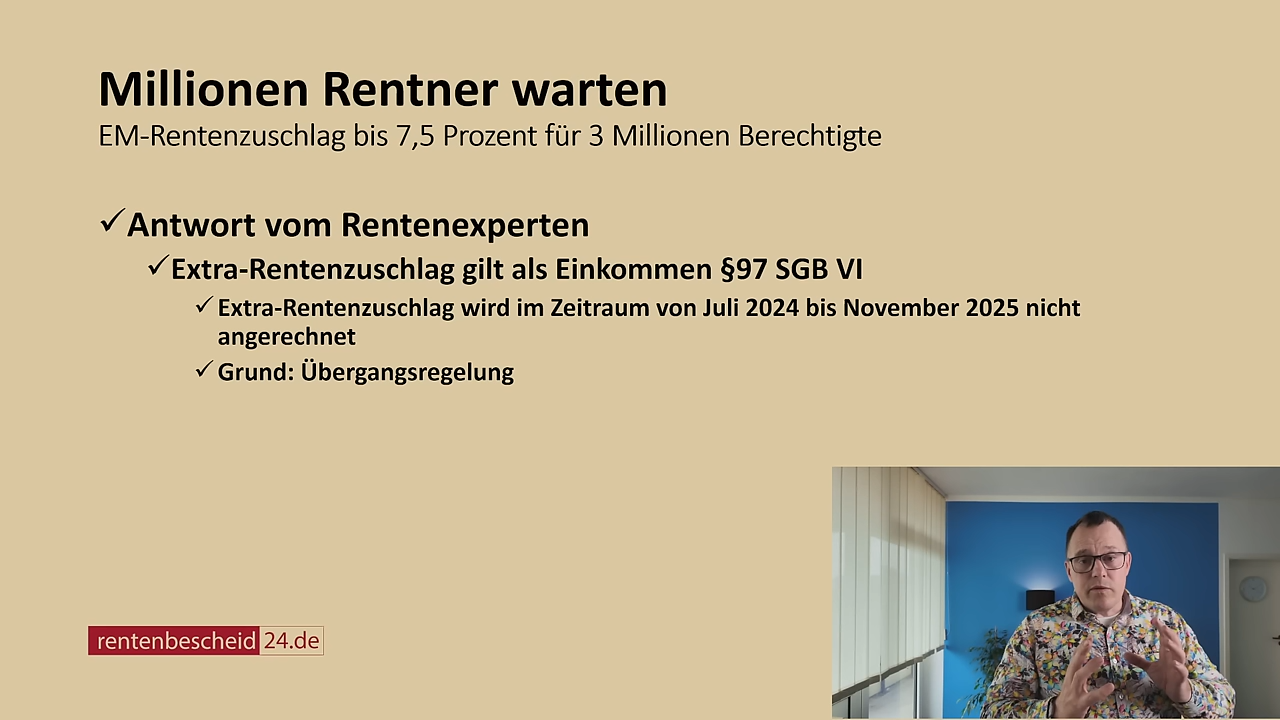 Millionen Rentner warten
EM-Rentenzuschlag bis 7,5 Prozent für 3 Millionen Berechtigte
✓Antwort vom Rentenexperten
✓Extra-Rentenzuschlag gilt als Einkommen §97 SGB VI
✓Extra-Rentenzuschlag wird im Zeitraum von Juli 2024 bis November 2025 nicht
angerechnet
✓Grund: Übergangsregelung
rentenbescheid 24.de